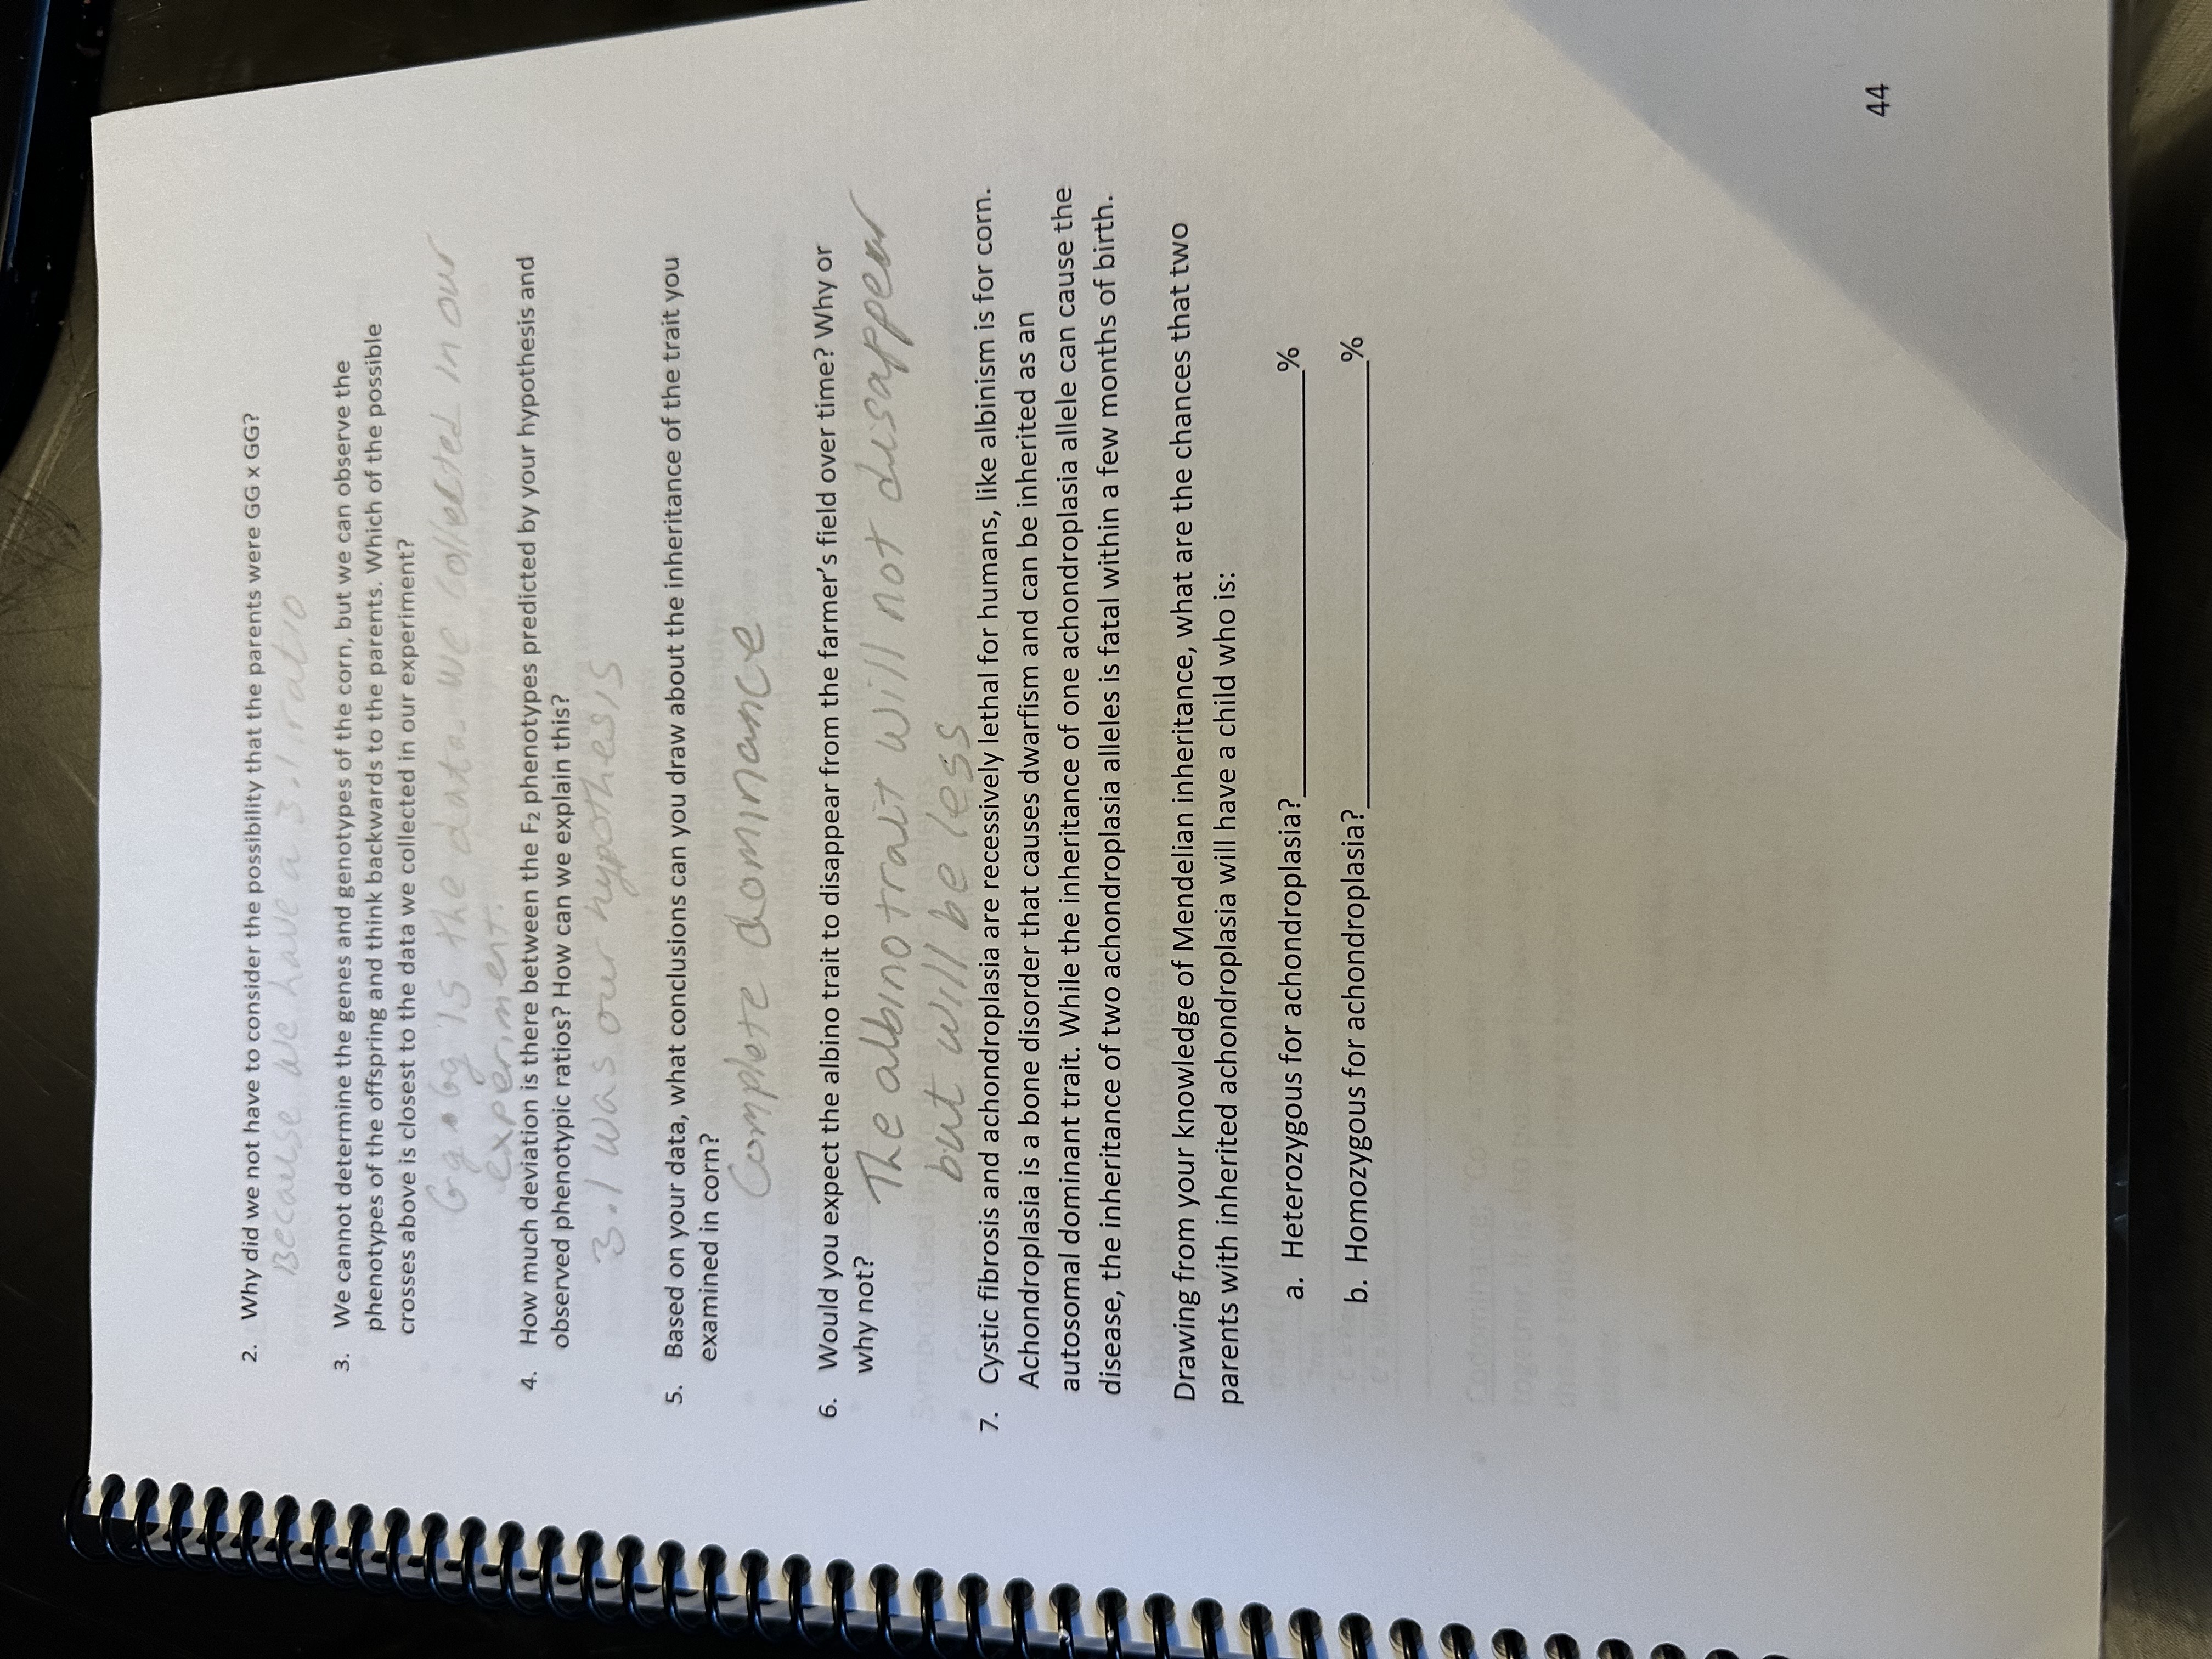 2. Why did we not have to consider the possibility that the parents were GG x GG?
Because we have a 3.1 ratio
3. We cannot determine the genes and genotypes of the corn, but we can observe the
phenotypes of the offspring and think backwards to the parents. Which of the possible
crosses above is closest to the data we collected in our experiment?
Gg • Gg is the data we collected in our
experiment.
4. How much deviation is there between the F₂ phenotypes predicted by your hypothesis and
observed phenotypic ratios? How can we explain this?
3.1 was our hypothesis
5. Based on your data, what conclusions can you draw about the inheritance of the trait you
examined in corn?
Complete dominance
6. Would you expect the albino trait to disappear from the farmer's field over time? Why or
why not?
The albino trait will not disappear
but will be less
7. Cystic fibrosis and achondroplasia are recessively lethal for humans, like albinism is for corn.
Achondroplasia is a bone disorder that causes dwarfism and can be inherited as an
autosomal dominant trait. While the inheritance of one achondroplasia allele can cause the
disease, the inheritance of two achondroplasia alleles is fatal within a few months of birth.
Drawing from your knowledge of Mendelian inheritance, what are the chances that two
parents with inherited achondroplasia will have a child who is:
a. Heterozygous for achondroplasia?____________________%
b. Homozygous for achondroplasia?____________________%
44